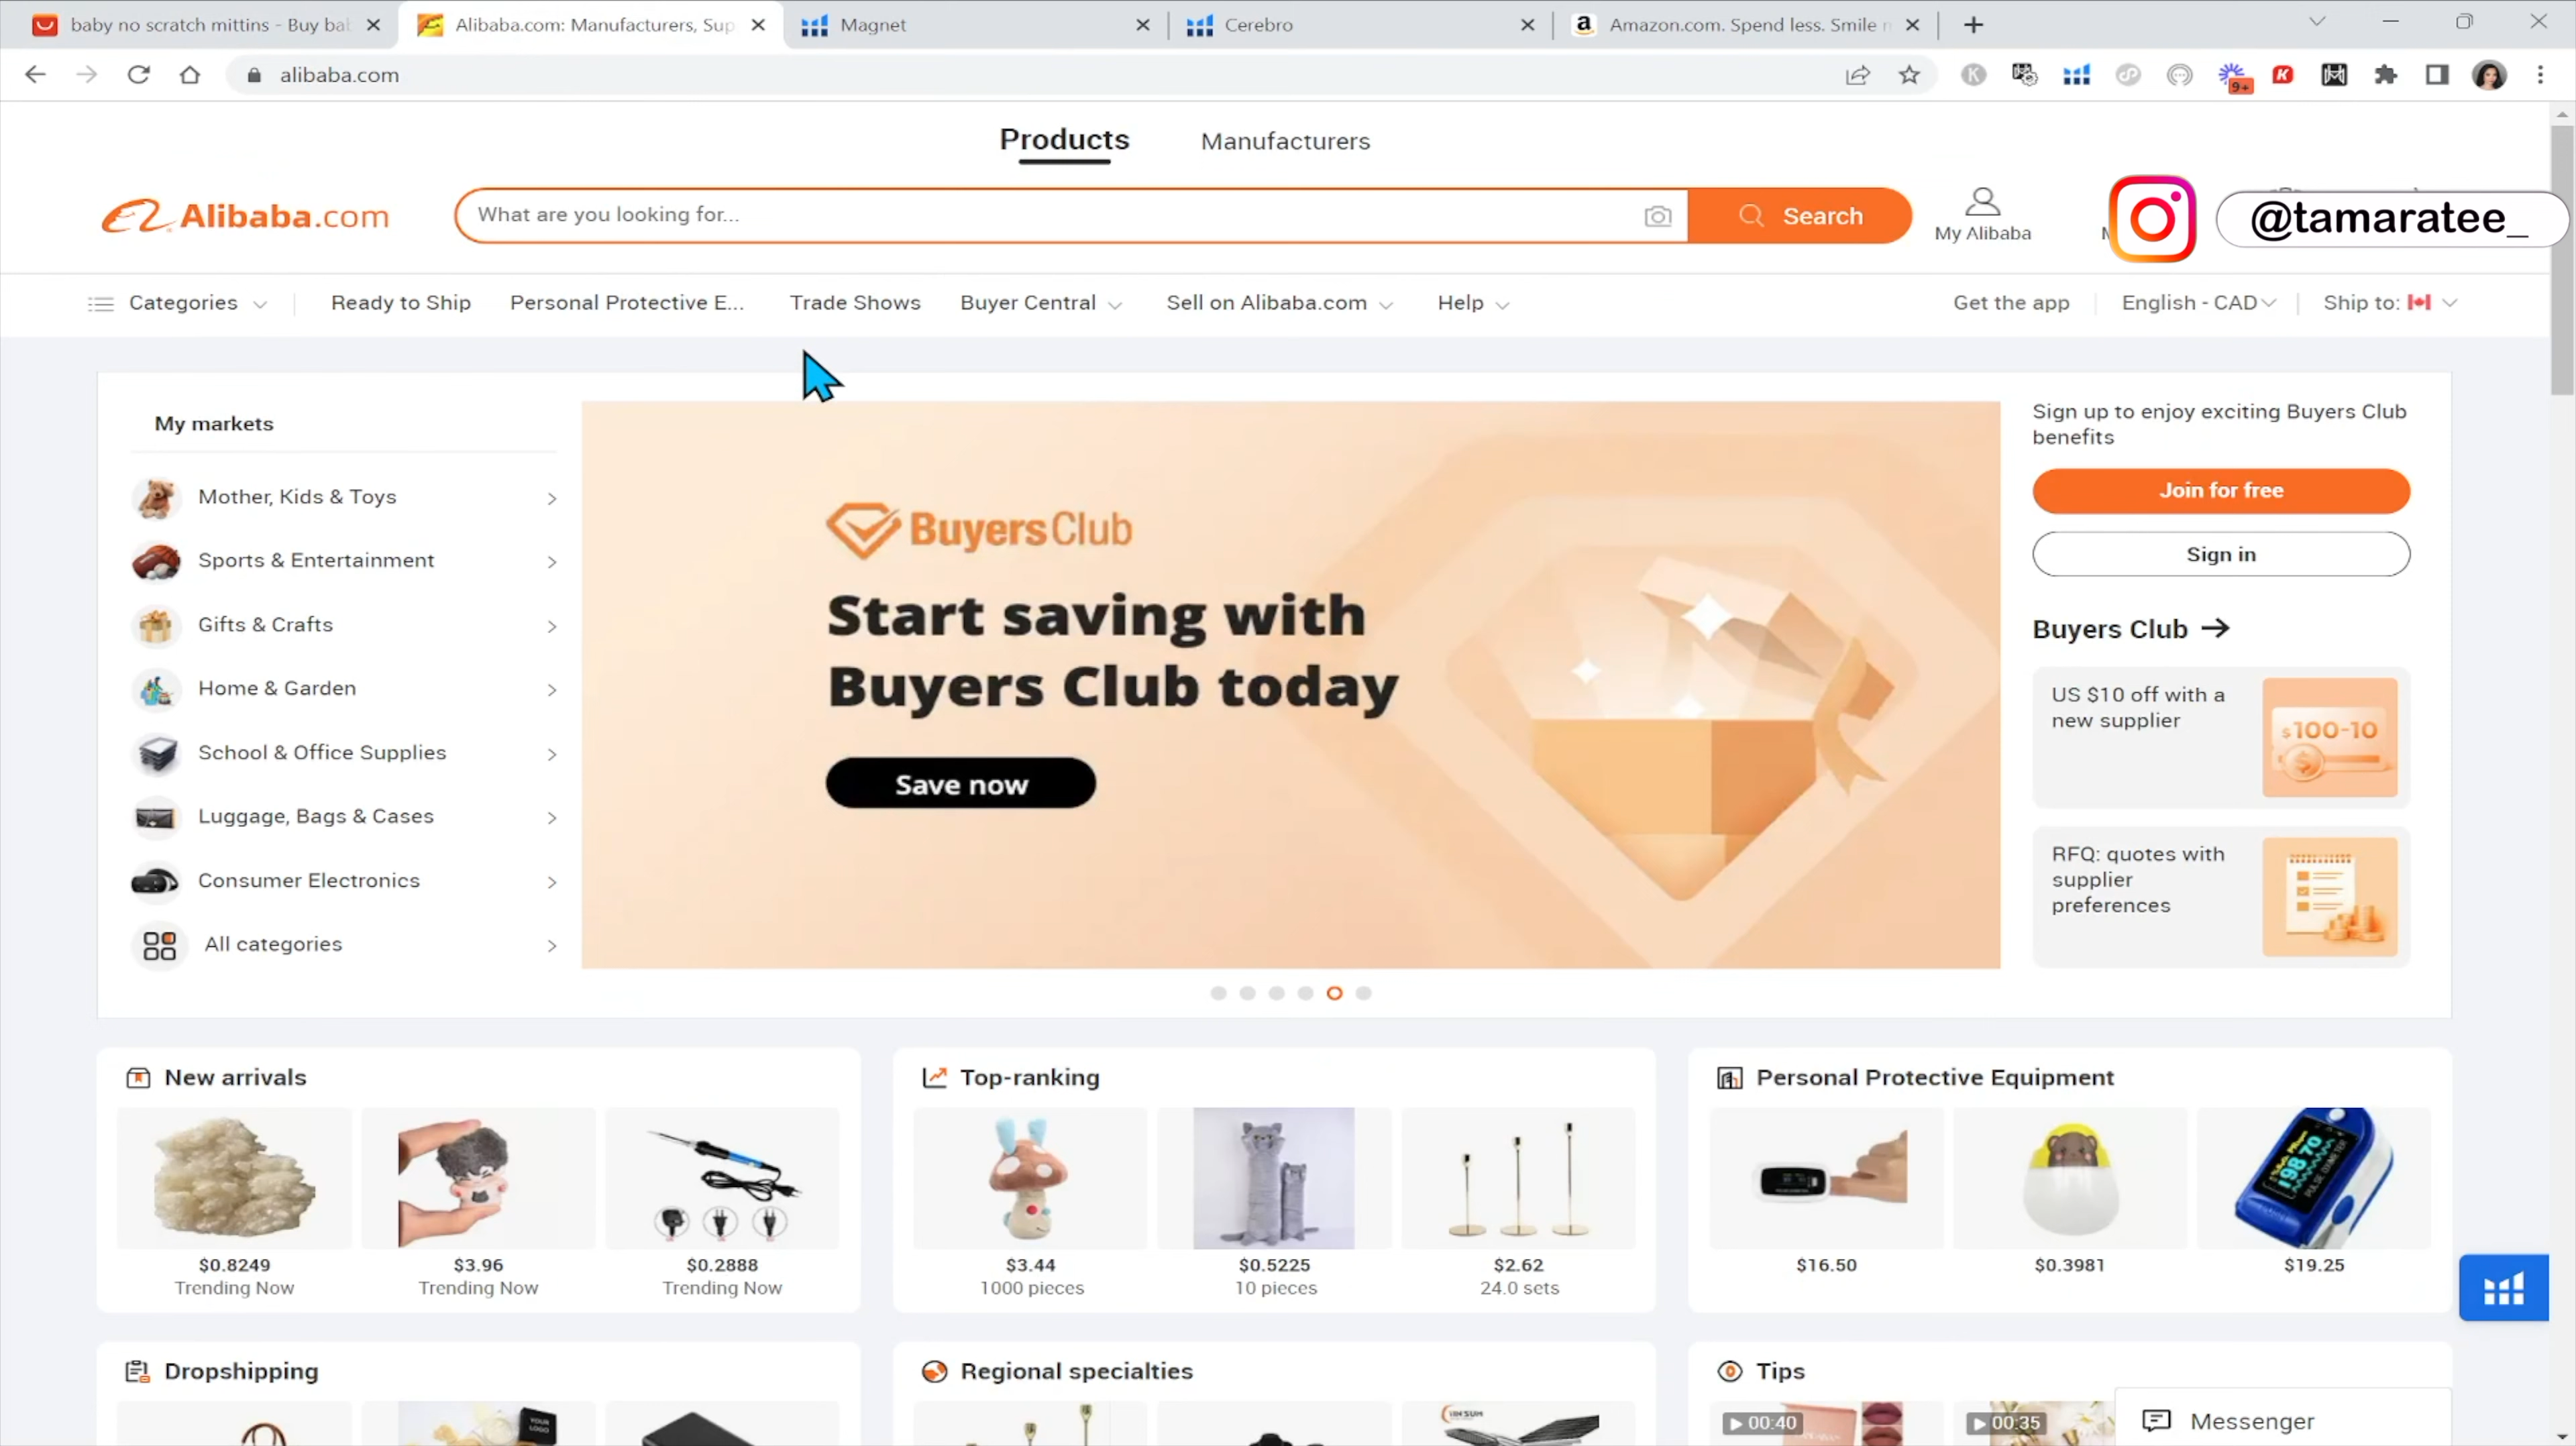 baby no scratch mittins - Buy bab
Alibaba.com: Manufacturers, Sup
Magnet
Cerebro
Amazon.com. Spend less. Smile m
alibaba.com
9+
Products
Manufacturers
Alibaba.com
What are you looking for...
Search
My Alibaba
@tamaratee_
Categories
Ready to Ship
Personal Protective E...
Trade Shows
Buyer Central
Sell on Alibaba.com
Help
Get the app
English - CAD
Ship to:
My markets
Mother, Kids & Toys
Sports & Entertainment
Gifts & Crafts
Home & Garden
School & Office Supplies
Luggage, Bags & Cases
Consumer Electronics
All categories
Buyers Club
Start saving with
Buyers Club today
Save now
Sign up to enjoy exciting Buyers Club
benefits
Join for free
Sign in
Buyers Club
US $10 off with a
new supplier
$100-10
RFQ: quotes with
supplier
preferences
New arrivals
$0.8249
Trending Now
$3.96
Trending Now
$0.2888
Trending Now
Top-ranking
$3.44
1000 pieces
$0.5225
10 pieces
$2.62
24.0 sets
Personal Protective Equipment
$16.50
$0.3981
$19.25
Dropshipping
YOUR
LOGO
Regional specialties
Tips
00:40
00:35
Messenger